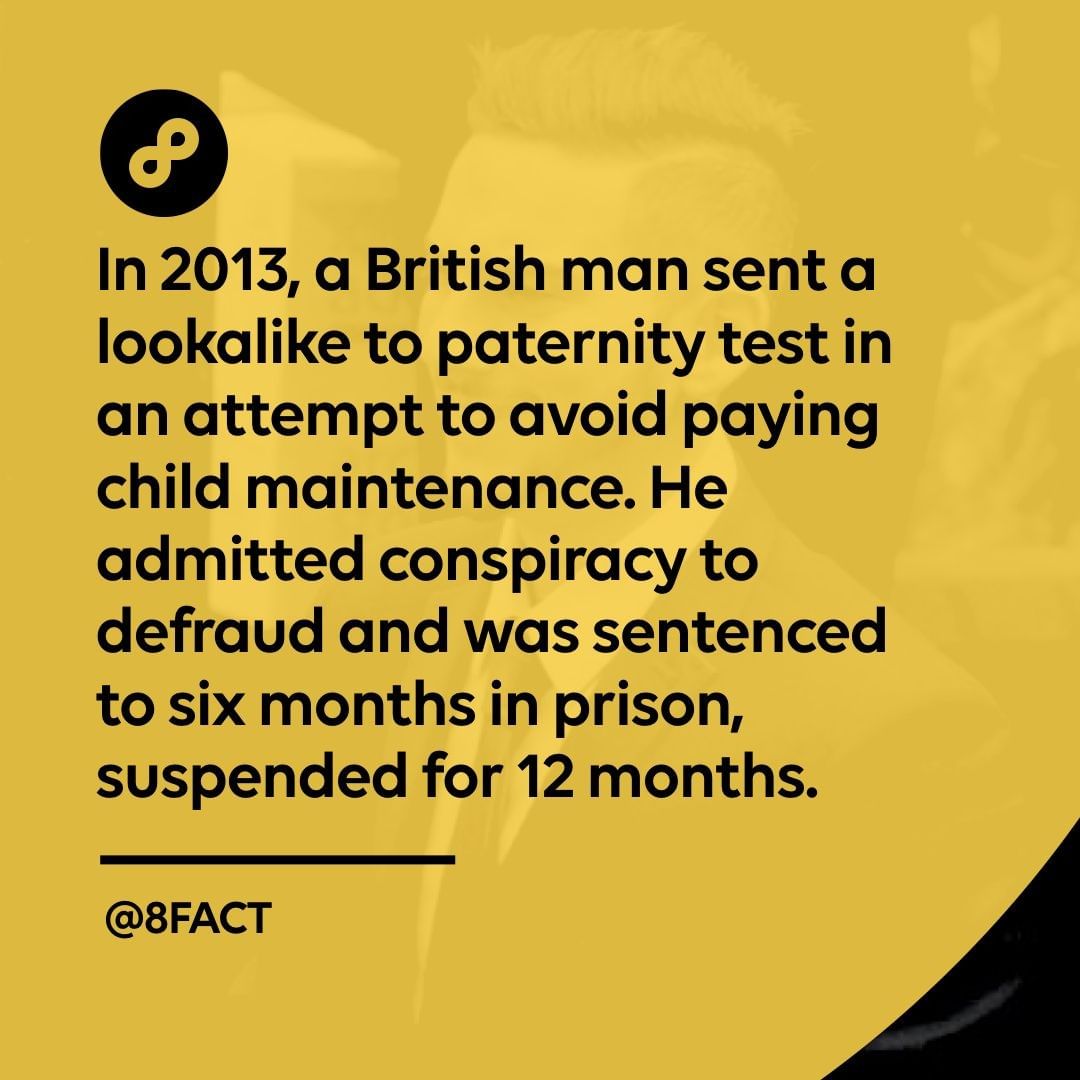 In 2013, a British man sent a
lookalike to paternity test in
an attempt to avoid paying
child maintenance. He
admitted conspiracy to
defraud and was sentenced
to six months in prison,
suspended for 12 months.
@8FACT